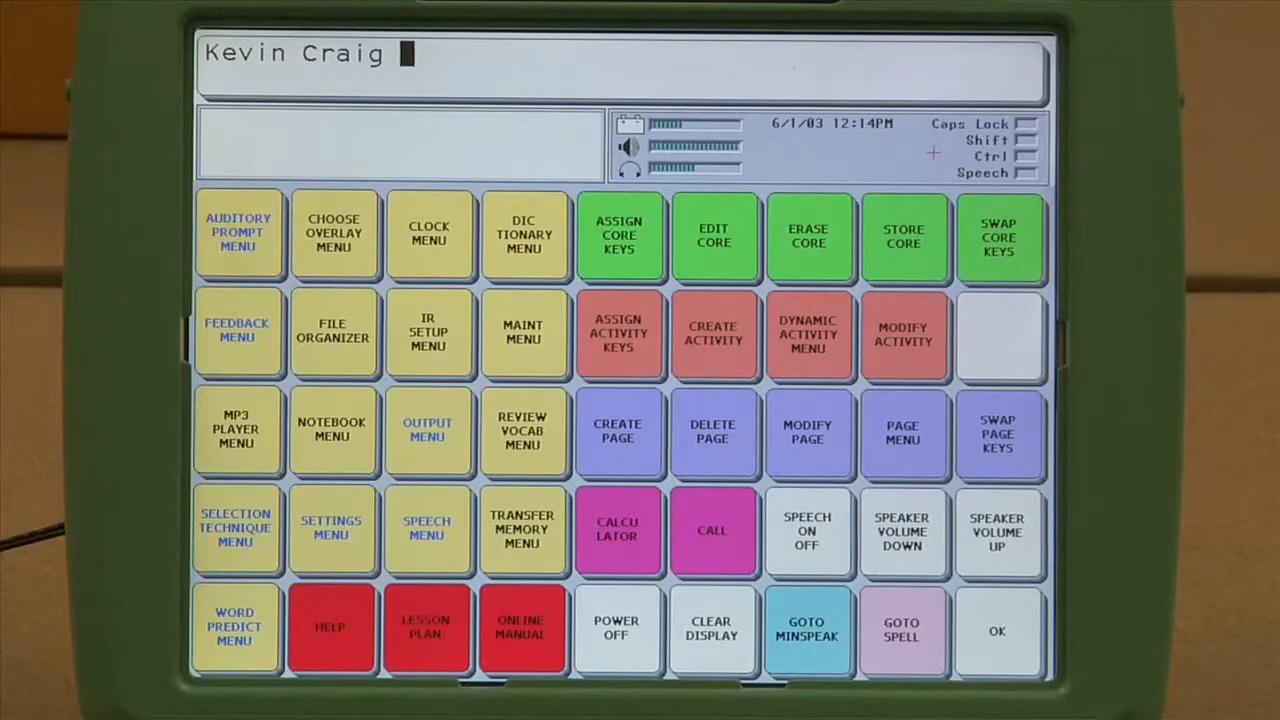 Kevin Craig
6/1/03 12:14PM
Caps Lock
Shift
Ctrl
Speech
AUDITORY
PROMPT
MENU
CHOOSE
OVERLAY
MENU
CLOCK
MENU
DIC
TIONARY
MENU
ASSIGN
CORE
KEYS
EDIT
CORE
ERASE
CORE
STORE
CORE
SWAP
CORE
KEYS
FEEDBACK
MENU
FILE
ORGANIZER
IR
SETUP
MENU
MAINT
MENU
ASSIGN
ACTIVITY
KEYS
CREATE
ACTIVITY
DYNAMIC
ACTIVITY
MENU
MODIFY
ACTIVITY
MP3
PLAYER
MENU
NOTEBOOK
MENU
OUTPUT
MENU
REVIEW
VOCAB
MENU
CREATE
PAGE
DELETE
PAGE
MODIFY
PAGE
PAGE
MENU
SWAP
PAGE
KEYS
SELECTION
TECHNIQUE
MENU
SETTINGS
MENU
SPEECH
MENU
TRANSFER
MEMORY
MENU
CALCU
LATOR
CALL
SPEECH
ON
OFF
SPEAKER
VOLUME
DOWN
SPEAKER
VOLUME
UP
WORD
PREDICT
MENU
HELP
LESSON
PLAN
ONLINE
MANUAL
POWER
OFF
CLEAR
DISPLAY
GOTO
MINSPEAK
GOTO
SPELL
OK